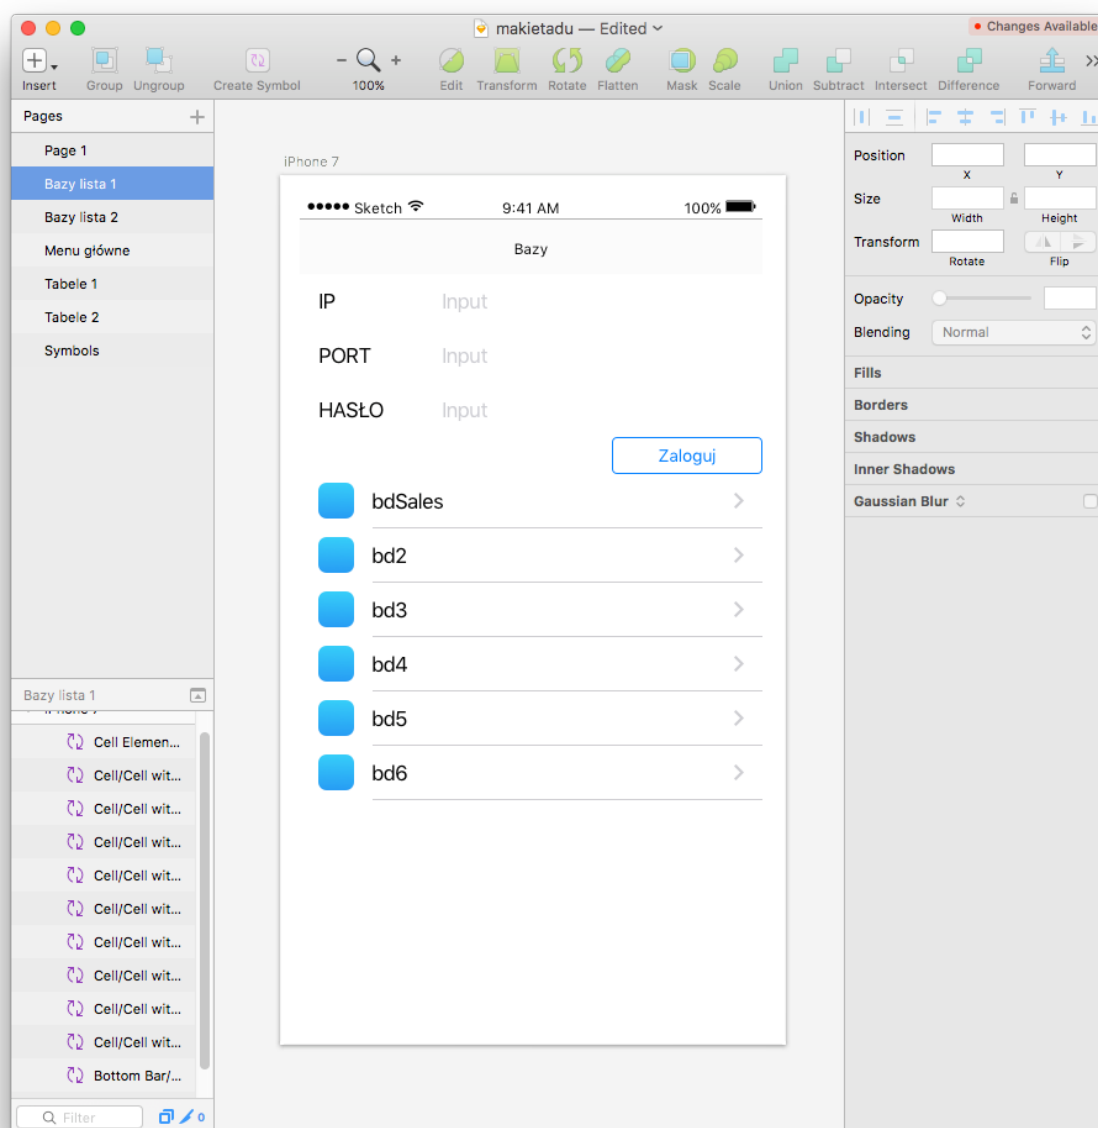 makietadu — Edited
Changes Available
Insert
Group
Ungroup
Create Symbol
100%
Edit
Transform
Rotate
Flatten
Mask
Scale
Union
Subtract
Intersect
Difference
Forward
Pages
Page 1
Bazy lista 1
Bazy lista 2
Menu główne
Tabele 1
Tabele 2
Symbols
Bazy lista 1
iPhone 7
Cell Elemen...
Cell/Cell wit...
Cell/Cell wit...
Cell/Cell wit...
Cell/Cell wit...
Cell/Cell wit...
Cell/Cell wit...
Cell/Cell wit...
Cell/Cell wit...
Cell/Cell wit...
Bottom Bar/...
Filter
0
iPhone 7
Sketch
9:41 AM
100%
Bazy
IP Input
PORT Input
HASŁO Input
Zaloguj
bdSales
bd2
bd3
bd4
bd5
bd6
Position
X Y
Size
Width Height
Transform
Rotate Flip
Opacity
Blending Normal
Fills
Borders
Shadows
Inner Shadows
Gaussian Blur